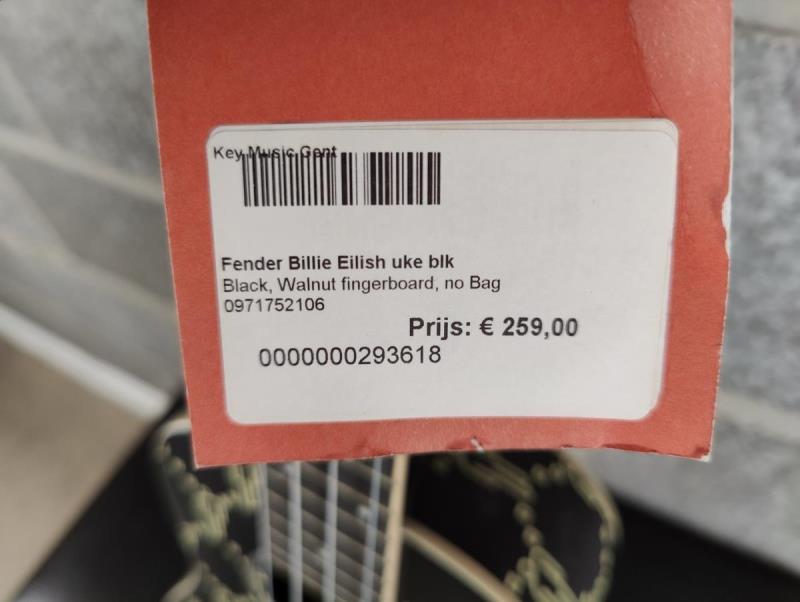 Key Music Gent
Fender Billie Eilish uke blk
Black, Walnut fingerboard, no Bag
0971752106
Prijs: € 259,00
0000000293618